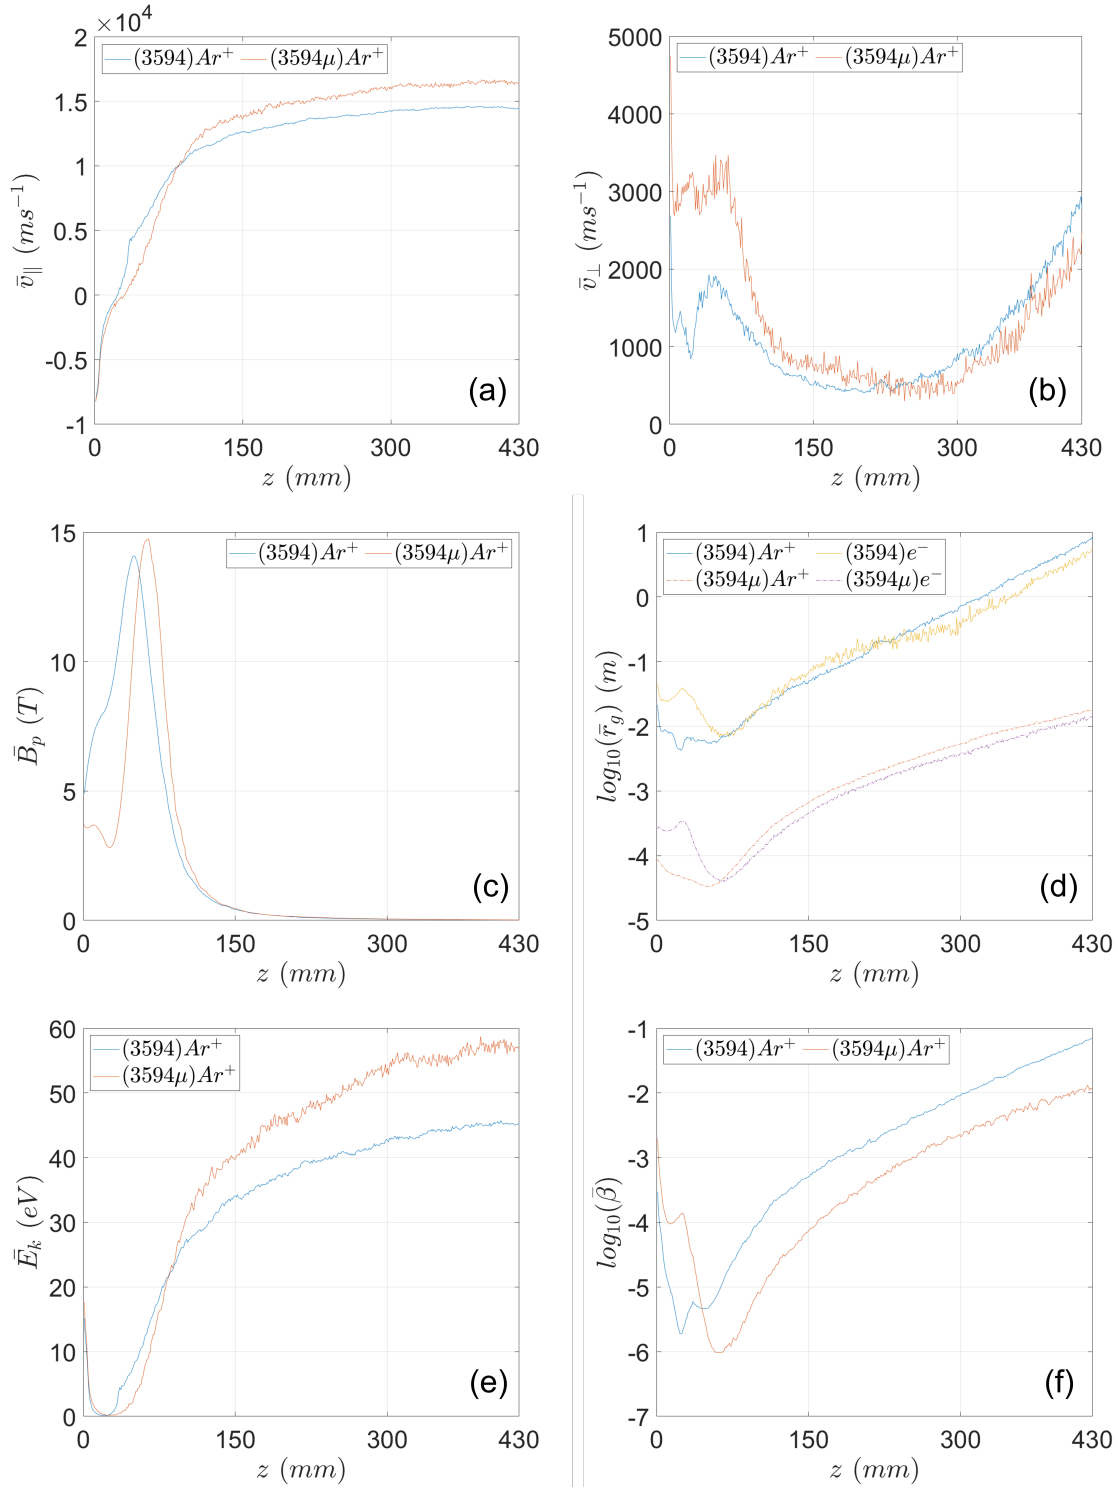 ×10⁴
2
1.5
1
0.5
0
-0.5
-1
(3594)Ar⁺ (3594μ)Ar⁺
v̄∥ (ms⁻¹)
(a)
0 150 300 430
z (mm)
5000
4000
3000
2000
1000
0
(3594)Ar⁺ (3594μ)Ar⁺
v̄⊥ (ms⁻¹)
(b)
0 150 300 430
z (mm)
15
10
5
0
(3594)Ar⁺ (3594μ)Ar⁺
B̄ₚ (T)
(c)
0 150 300 430
z (mm)
1
0
-1
-2
-3
-4
-5
(3594)Ar⁺ (3594)e⁻
(3594μ)Ar⁺ (3594μ)e⁻
log₁₀(r̄g) (m)
(d)
0 150 300 430
z (mm)
60
50
40
30
20
10
0
(3594)Ar⁺
(3594μ)Ar⁺
Ēₖ (eV)
(e)
0 150 300 430
z (mm)
-1
-2
-3
-4
-5
-6
-7
(3594)Ar⁺ (3594μ)Ar⁺
log₁₀(β̄)
(f)
0 150 300 430
z (mm)